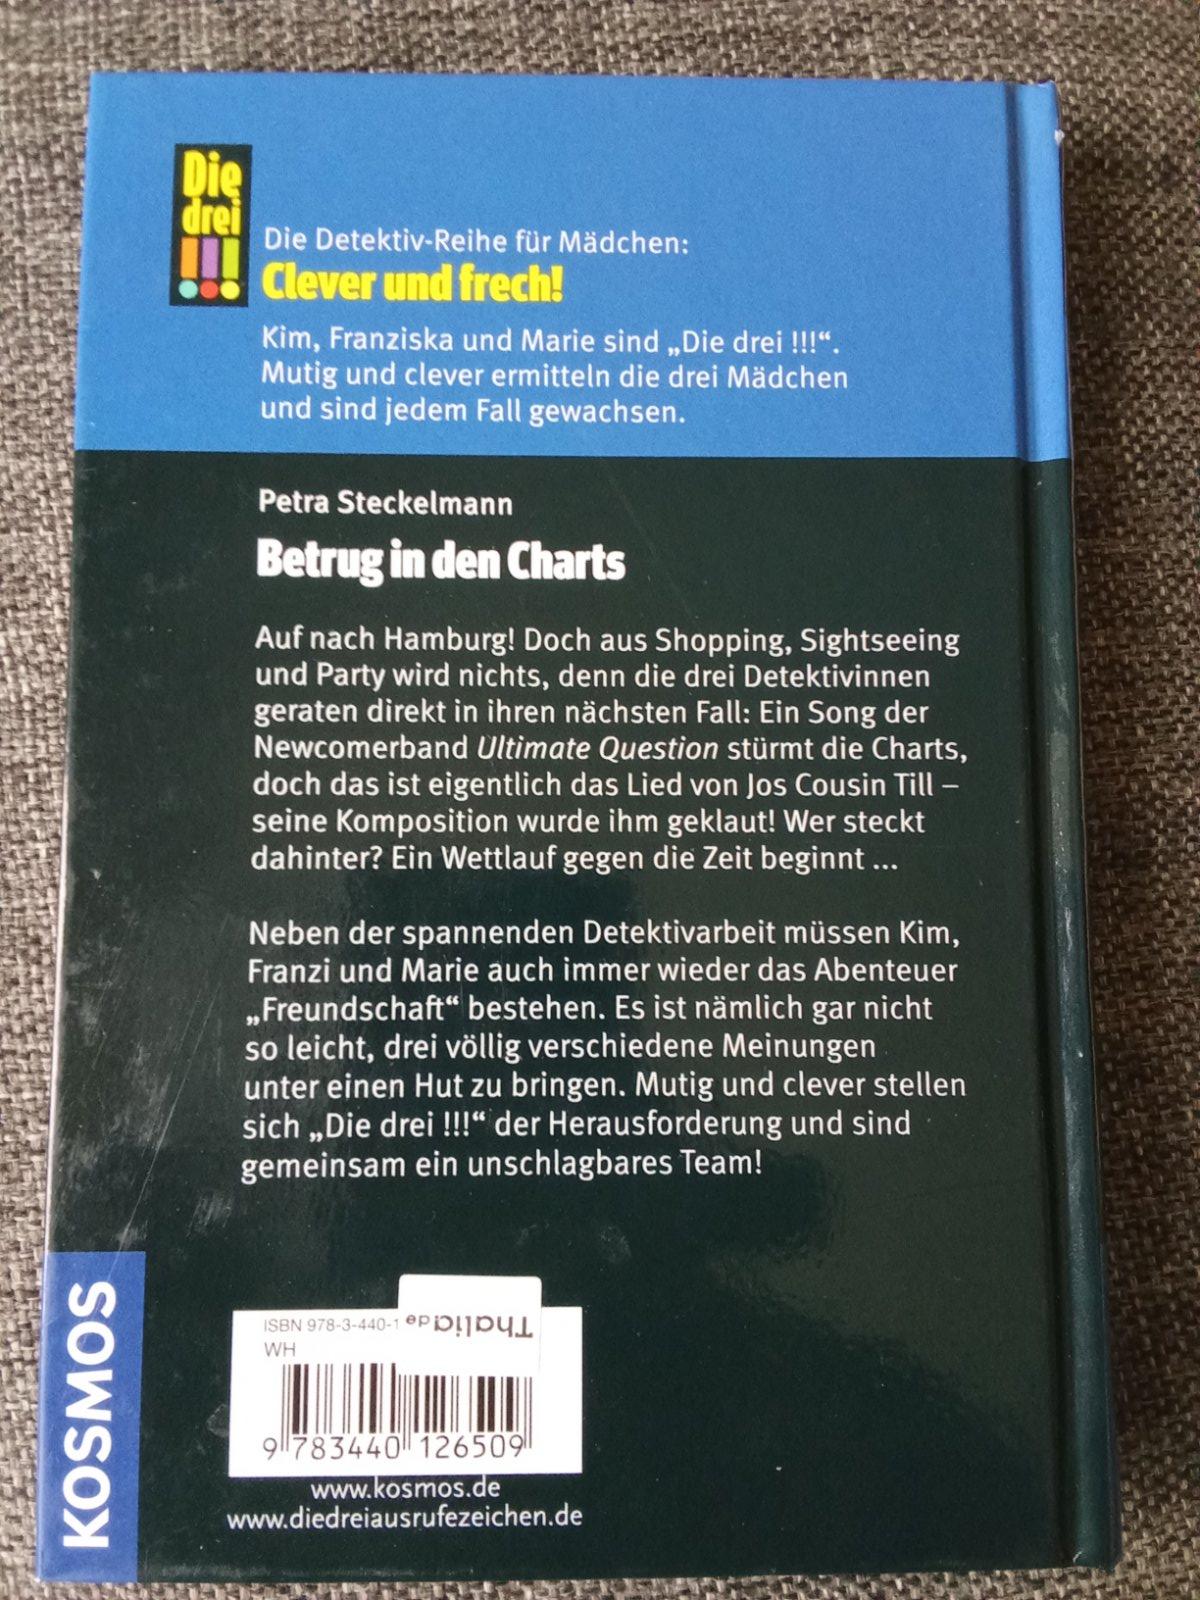 Die
drei
!!!
Die Detektiv-Reihe für Mädchen:
Clever und frech!
Kim, Franziska und Marie sind „Die drei !!!“.
Mutig und clever ermitteln die drei Mädchen
und sind jedem Fall gewachsen.
Petra Steckelmann
Betrug in den Charts
Auf nach Hamburg! Doch aus Shopping, Sightseeing
und Party wird nichts, denn die drei Detektivinnen
geraten direkt in ihren nächsten Fall: Ein Song der
Newcomerband Ultimate Question stürmt die Charts,
doch das ist eigentlich das Lied von Jos Cousin Till –
seine Komposition wurde ihm geklaut! Wer steckt
dahinter? Ein Wettlauf gegen die Zeit beginnt ...
Neben der spannenden Detektivarbeit müssen Kim,
Franzi und Marie auch immer wieder das Abenteuer
„Freundschaft“ bestehen. Es ist nämlich gar nicht
so leicht, drei völlig verschiedene Meinungen
unter einen Hut zu bringen. Mutig und clever stellen
sich „Die drei !!!“ der Herausforderung und sind
gemeinsam ein unschlagbares Team!
KOSMOS
ISBN 978-3-440-1
Thalia.de
WH
9 783440 126509
www.kosmos.de
www.diedreiausrufezeichen.de